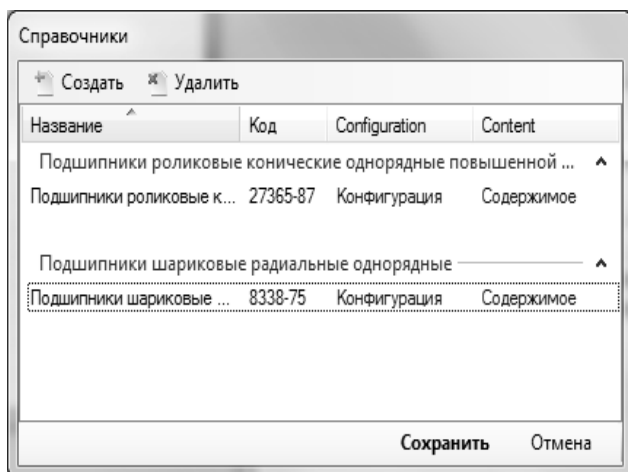 Справочники
Создать Удалить
Название Код Configuration Content
Подшипники роликовые конические однорядные повышенной ...
Подшипники роликовые к... 27365-87 Конфигурация Содержимое
Подшипники шариковые радиальные однорядные
Подшипники шариковые ... 8338-75 Конфигурация Содержимое
Сохранить Отмена